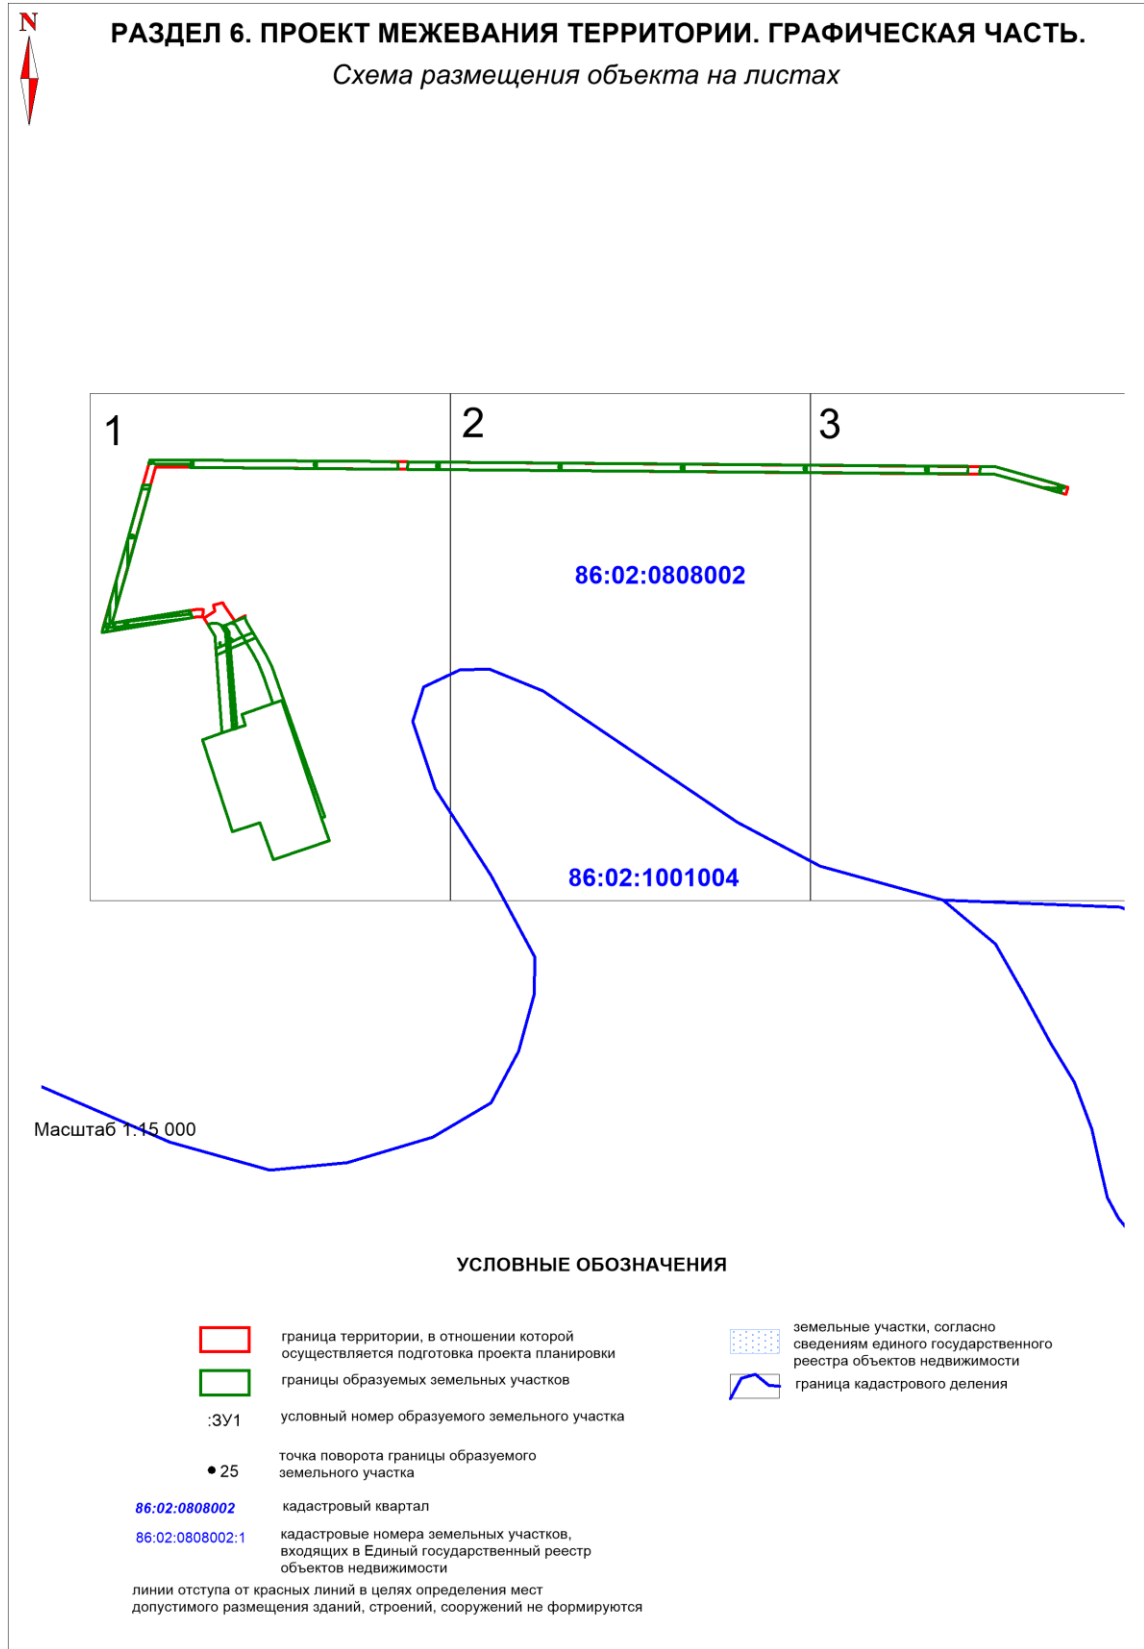 N
РАЗДЕЛ 6. ПРОЕКТ МЕЖЕВАНИЯ ТЕРРИТОРИИ. ГРАФИЧЕСКАЯ ЧАСТЬ.
Схема размещения объекта на листах
1
2
3
86:02:0808002
86:02:1001004
Масштаб 1:15 000
УСЛОВНЫЕ ОБОЗНАЧЕНИЯ
граница территории, в отношении которой
осуществляется подготовка проекта планировки
границы образуемых земельных участков
:ЗУ1
условный номер образуемого земельного участка
25
точка поворота границы образуемого
земельного участка
86:02:0808002
кадастровый квартал
86:02:0808002:1
кадастровые номера земельных участков,
входящих в Единый государственный реестр
объектов недвижимости
линии отступа от красных линий в целях определения мест
допустимого размещения зданий, строений, сооружений не формируются
земельные участки, согласно
сведениям единого государственного
реестра объектов недвижимости
граница кадастрового деления